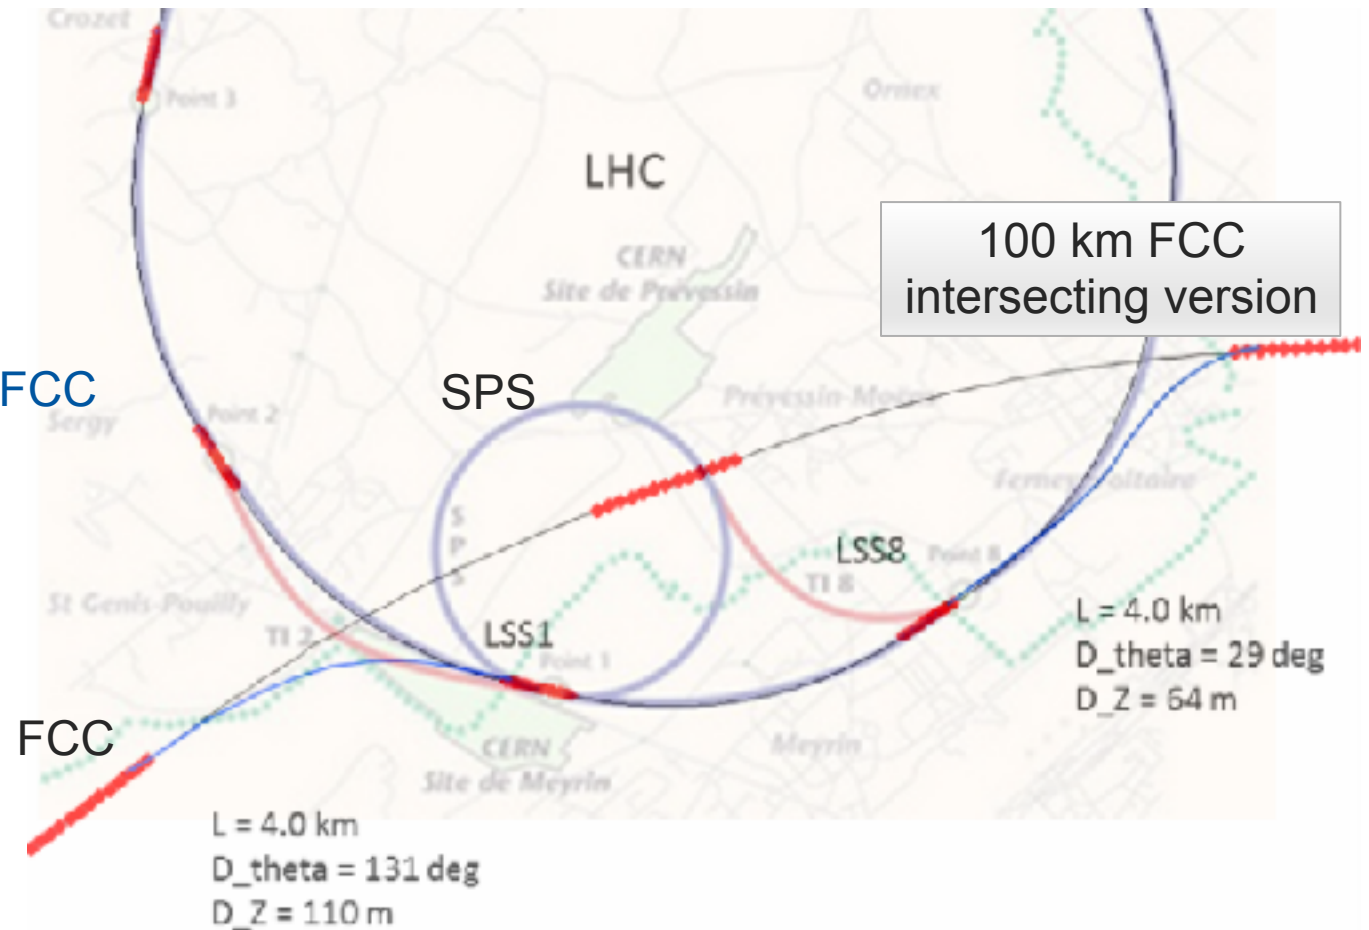 Crozet
Point 3
Ornex
LHC
CERN
Site de Prévessin
100 km FCC
intersecting version
FCC
SPS
Sergy
Point 2
Prévessin-Moens
Ferney-Voltaire
S
P
S
LSS8
Point 8
TI 8
St Genis-Pouilly
TI 2
LSS1
Point 1
L = 4.0 km
D_theta = 29 deg
D_Z = 64 m
FCC
CERN
Site de Meyrin
Meyrin
L = 4.0 km
D_theta = 131 deg
D_Z = 110 m